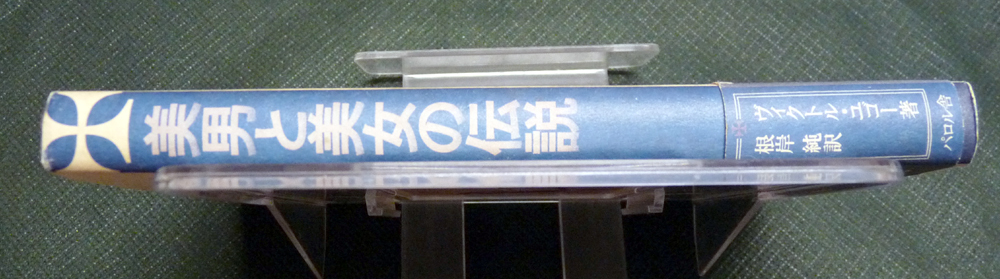 美男と美女の伝説
ヴィクトル・ユゴー著
根岸 純訳
パロル舎